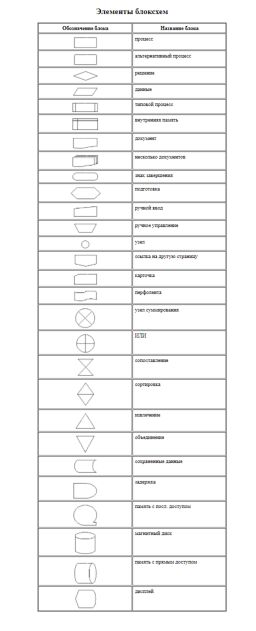 Элементы блоксхем
Обозначение блока Название блока
процесс
альтернативный процесс
решение
данные
типовой процесс
внутренняя память
документ
несколько документов
знак завершения
подготовка
ручной ввод
ручное управление
узел
ссылка на другую страницу
карточка
перфолента
узел суммирования
ИЛИ
сопоставление
сортировка
извлечение
объединение
сохраненные данные
задержка
память с посл. доступом
магнитный диск
память с прямым доступом
дисплей